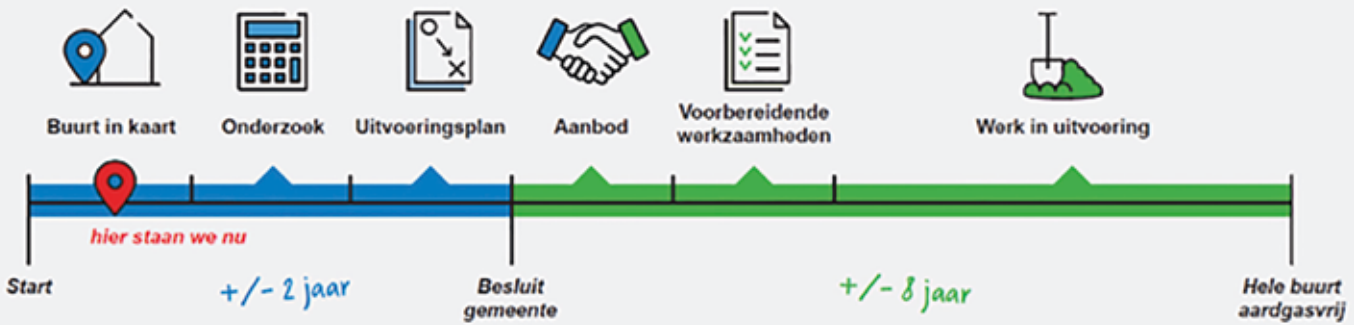 Buurt in kaart
Onderzoek
Uitvoeringsplan
Aanbod
Voorbereidende
werkzaamheden
Werk in uitvoering
hier staan we nu
Start
+/- 2 jaar
Besluit
gemeente
+/- 8 jaar
Hele buurt
aardgasvrij